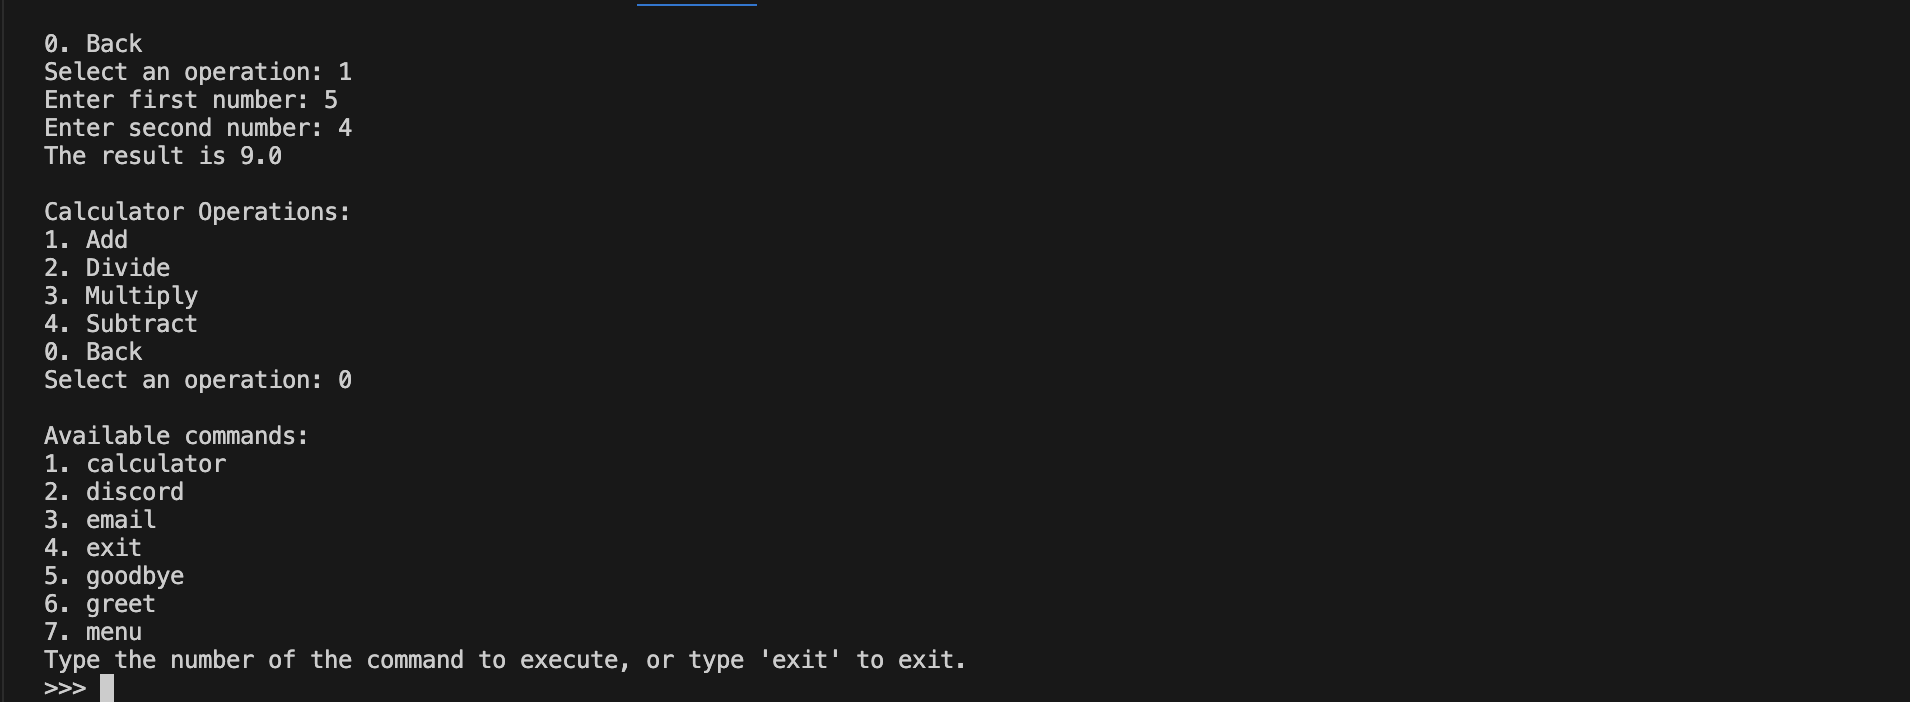 0. Back
Select an operation: 1
Enter first number: 5
Enter second number: 4
The result is 9.0
Calculator Operations:
1. Add
2. Divide
3. Multiply
4. Subtract
0. Back
Select an operation: 0
Available commands:
1. calculator
2. discord
3. email
4. exit
5. goodbye
6. greet
7. menu
Type the number of the command to execute, or type 'exit' to exit.
>>>